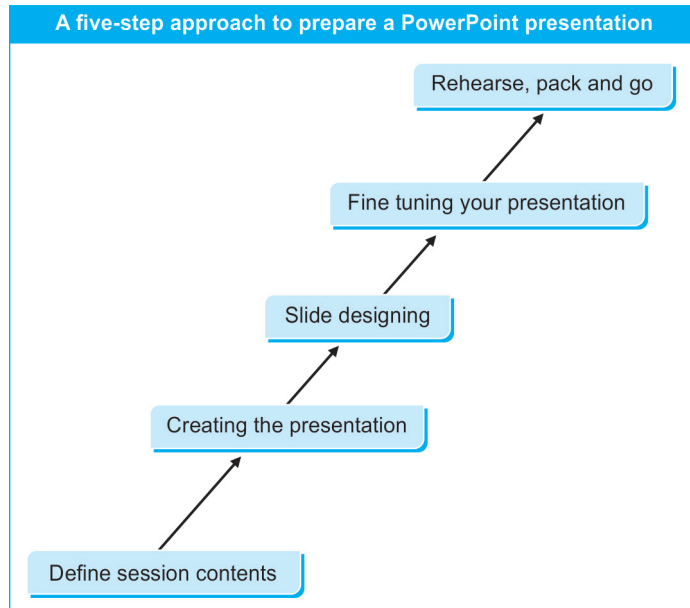 A five-step approach to prepare a PowerPoint presentation
Rehearse, pack and go
Fine tuning your presentation
Slide designing
Creating the presentation
Define session contents